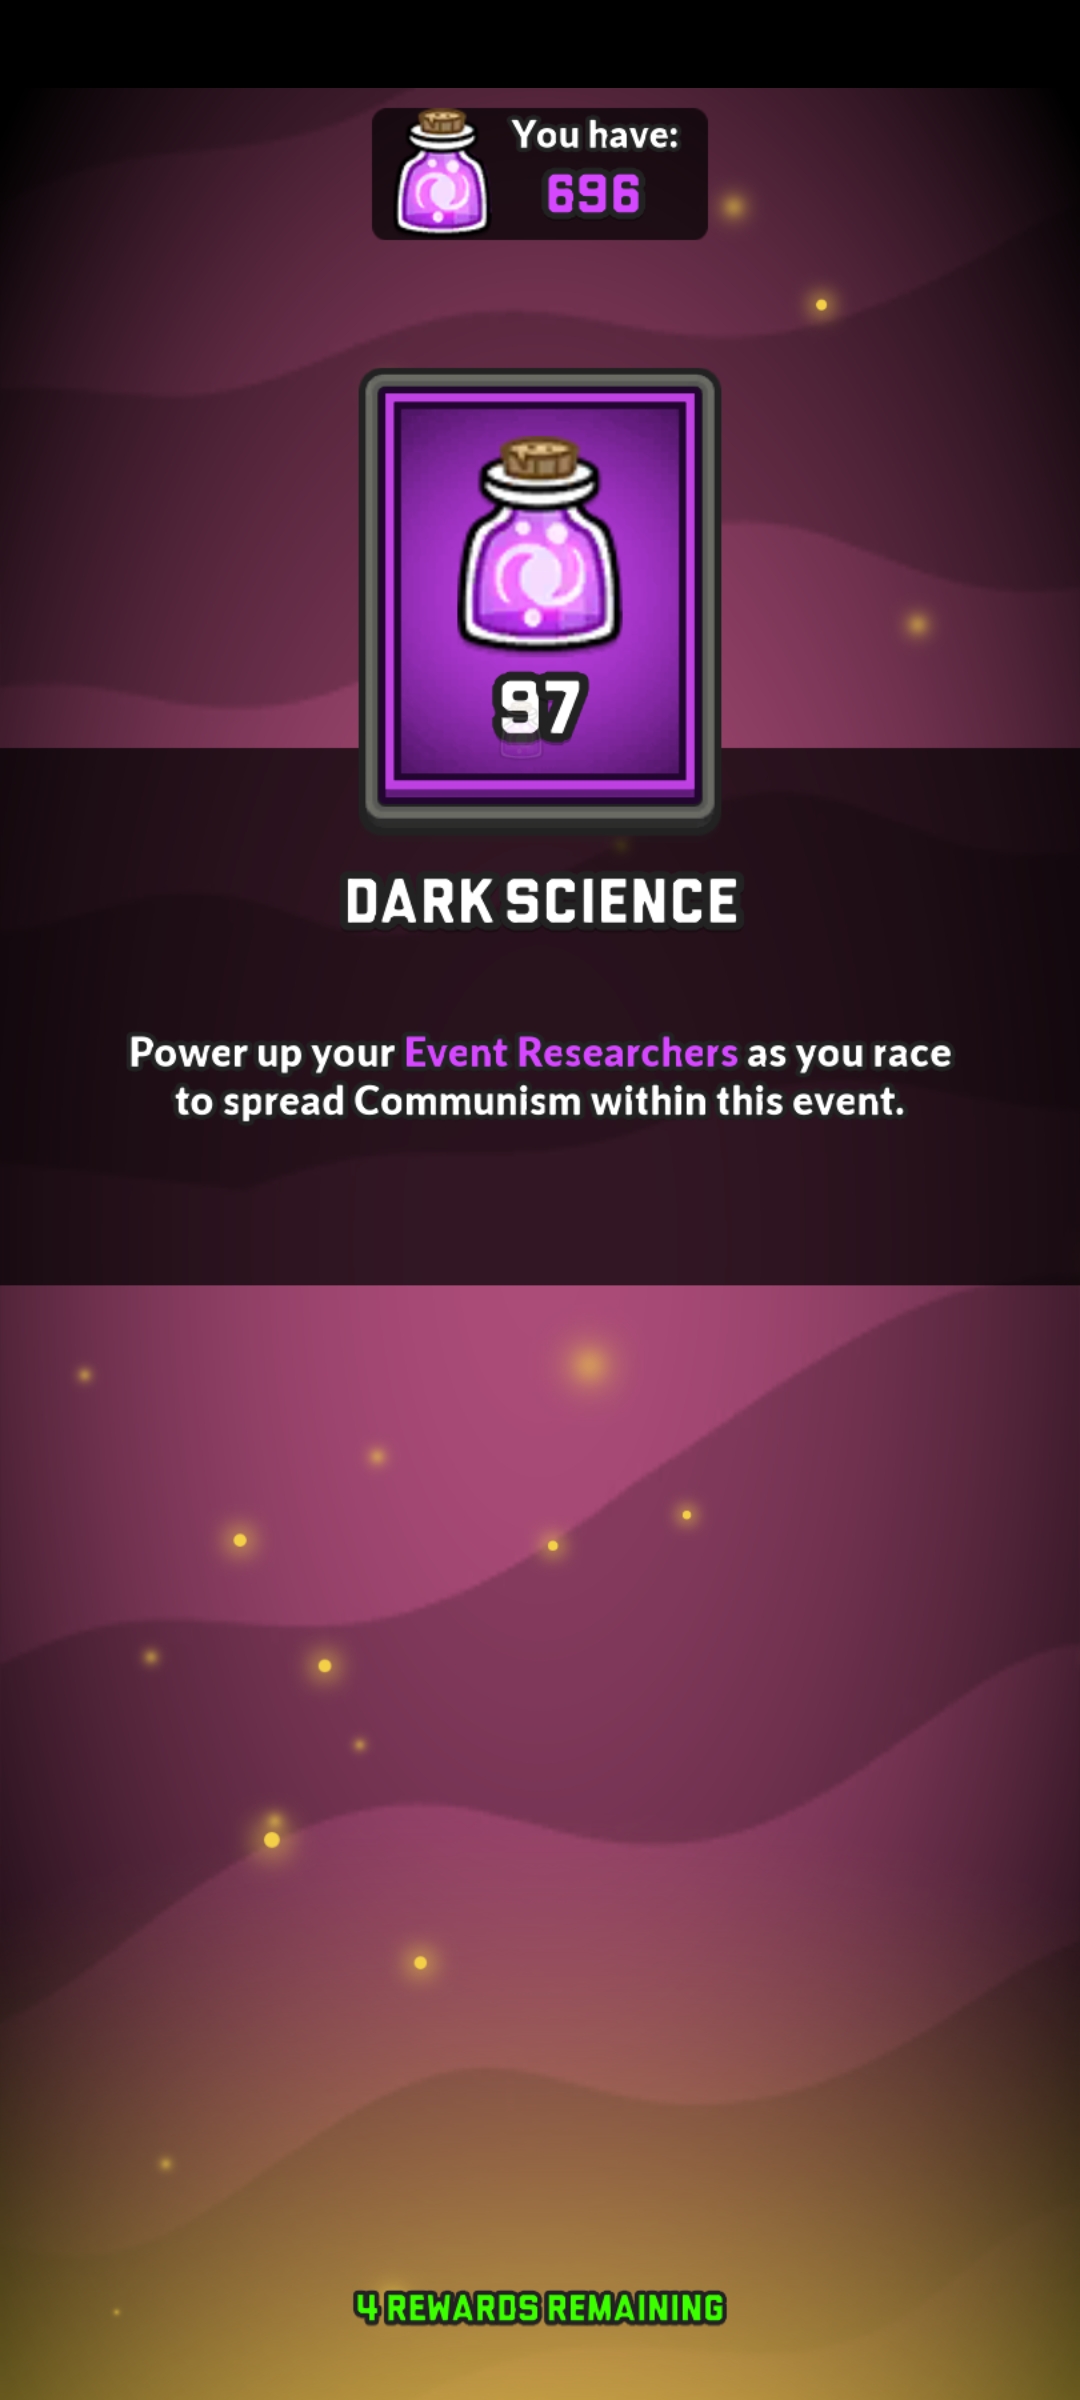 You have:
696
97
DARK SCIENCE
Power up your Event Researchers as you race
to spread Communism within this event.
4 REWARDS REMAINING